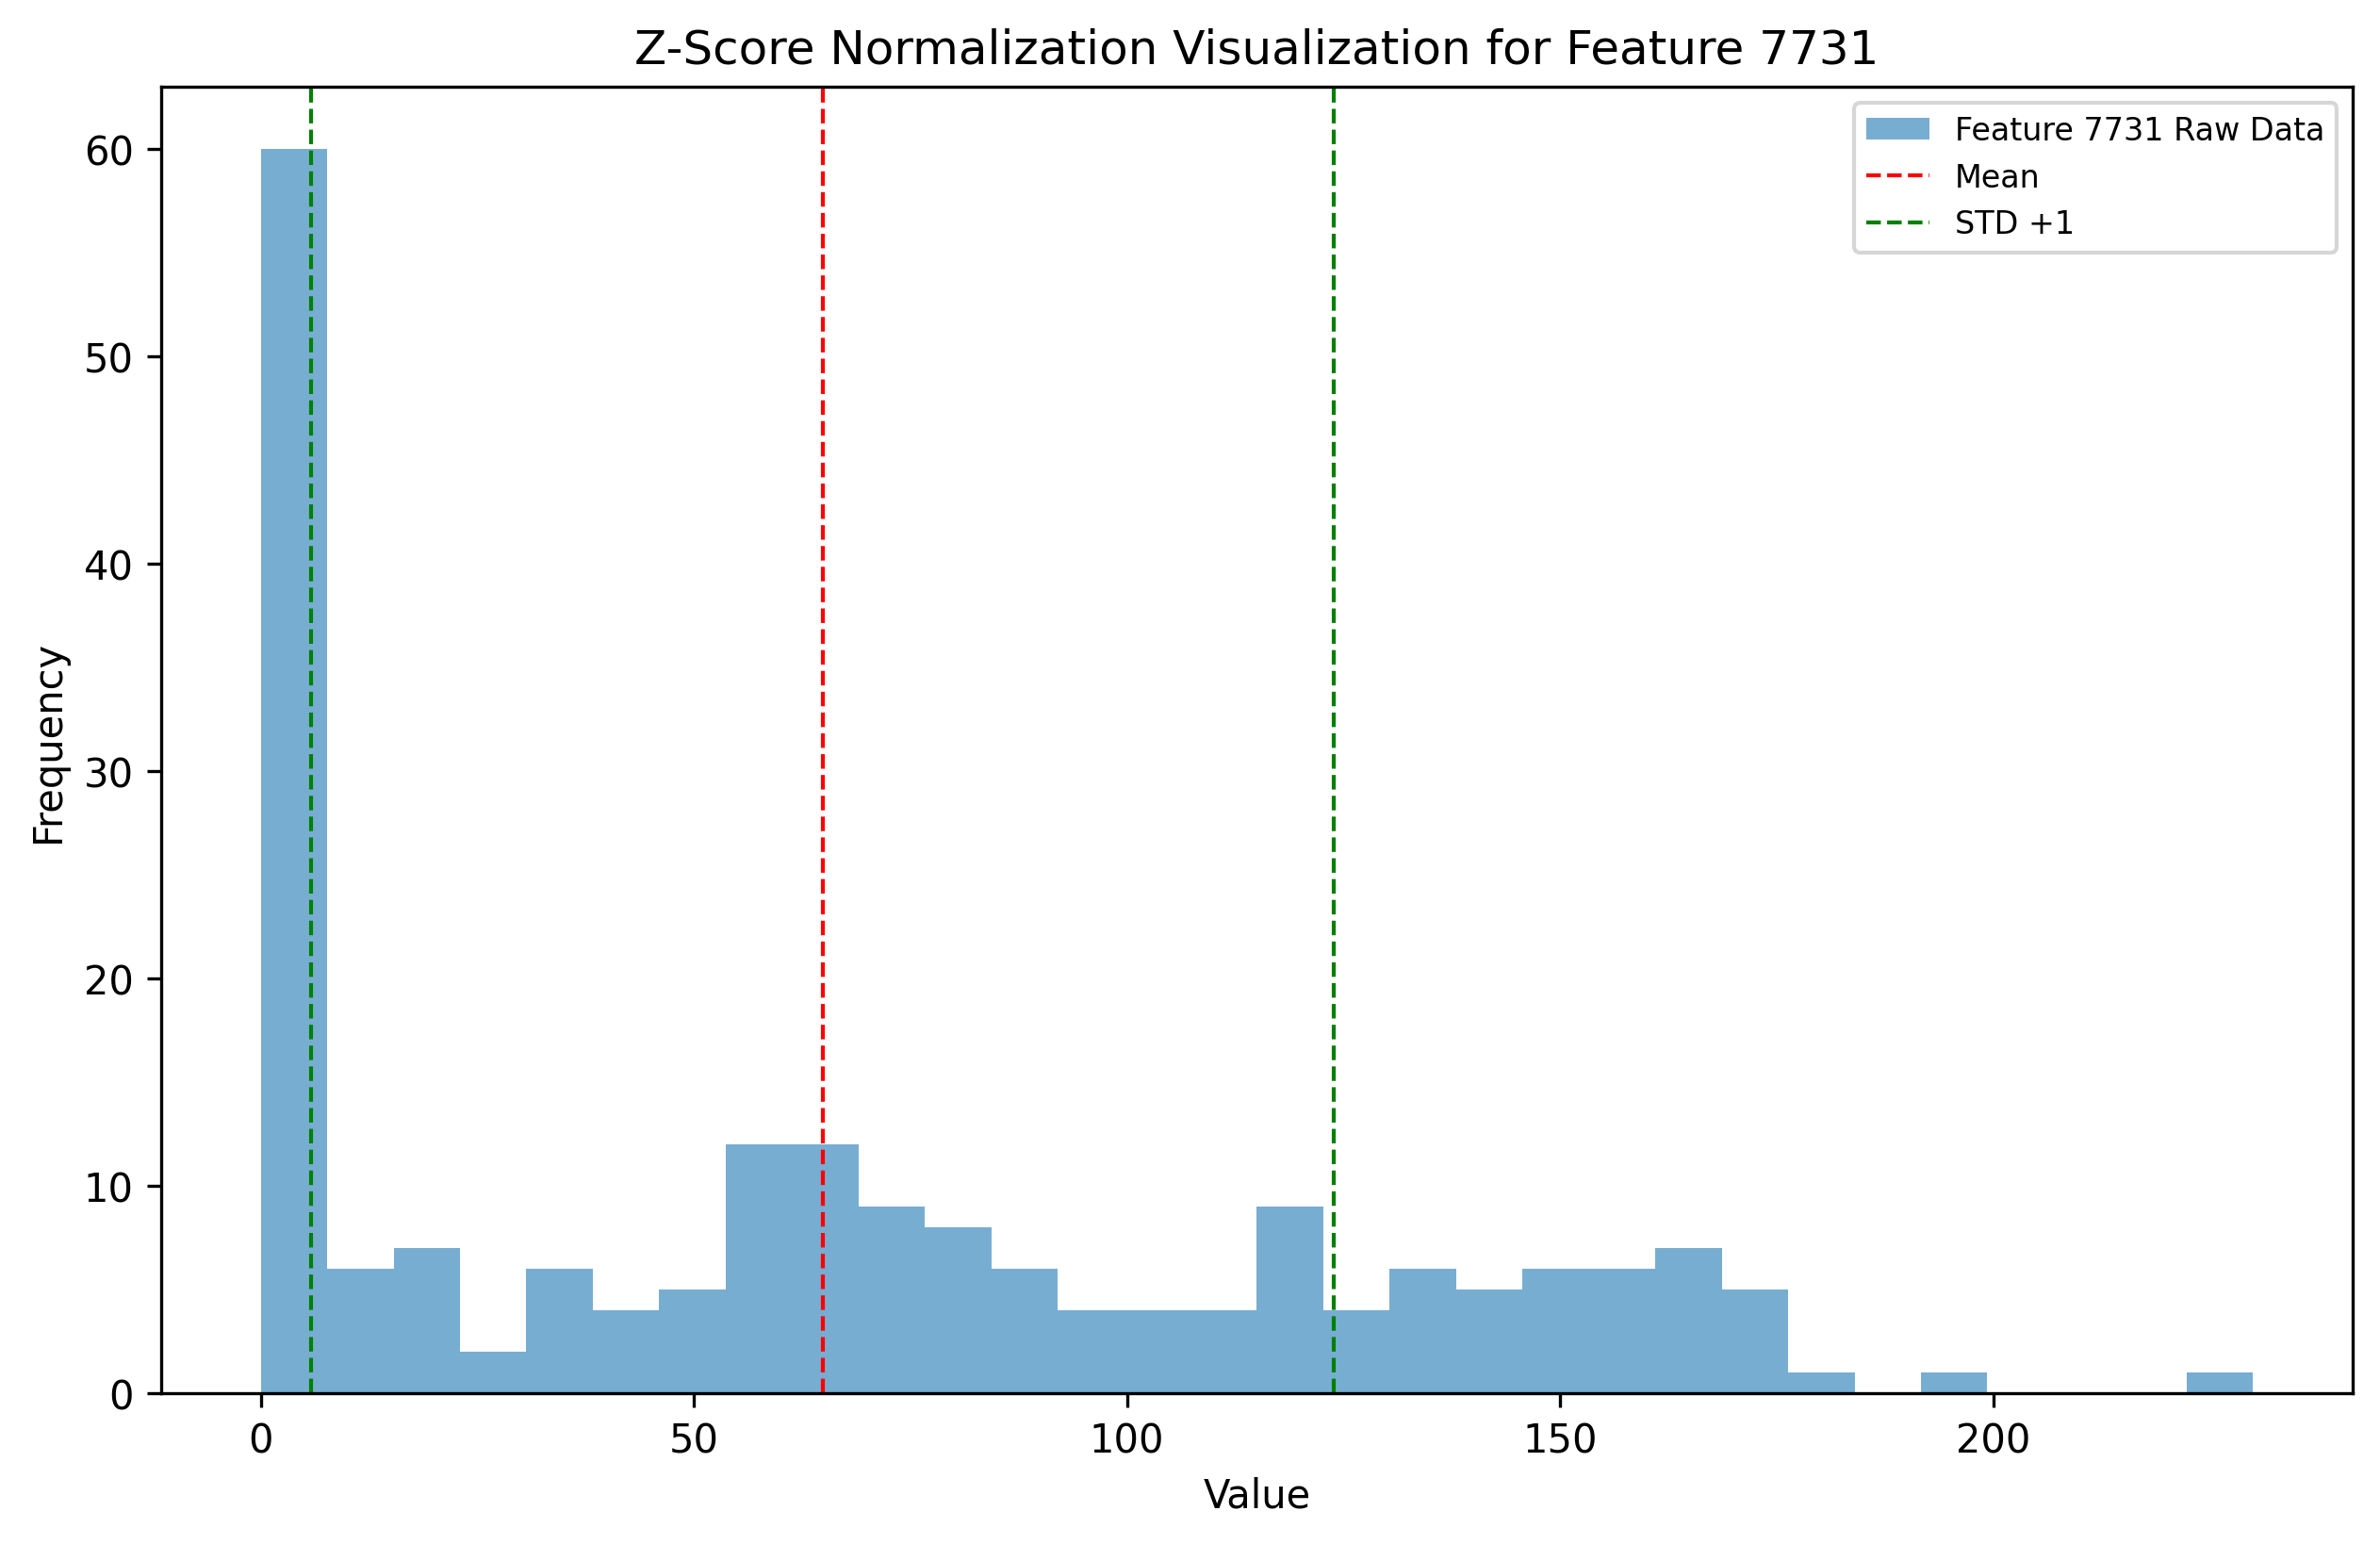 Z-Score Normalization Visualization for Feature 7731
Feature 7731 Raw Data
Mean
STD +1
60
50
40
30
20
10
0
Frequency
0 50 100 150 200
Value